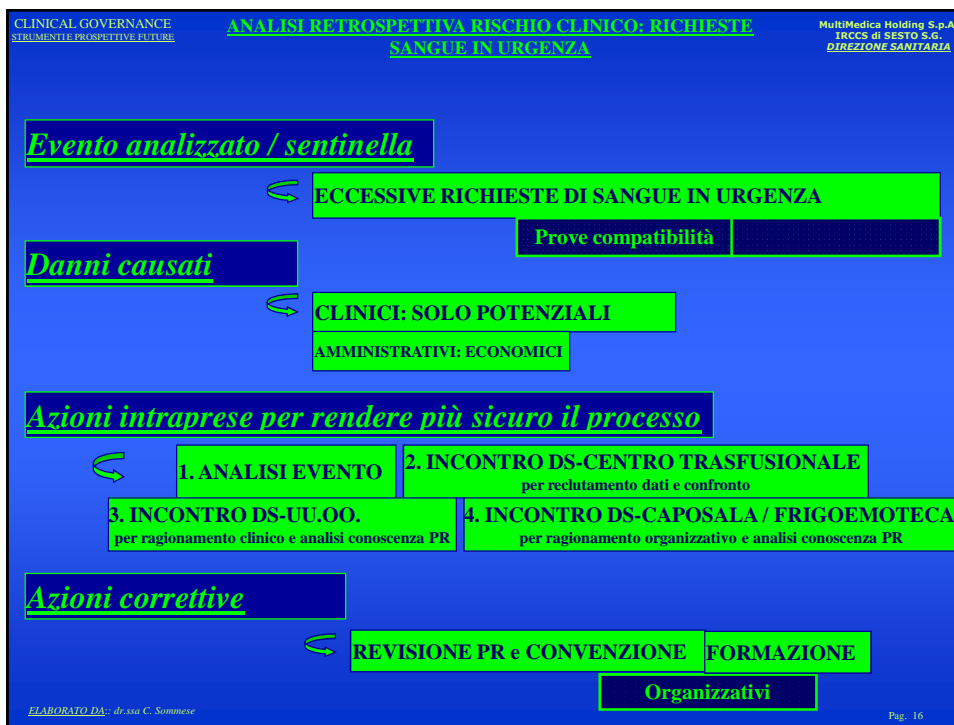 CLINICAL GOVERNANCE
STRUMENTI E PROSPETTIVE FUTURE
ANALISI RETROSPETTIVA RISCHIO CLINICO: RICHIESTE
SANGUE IN URGENZA
MultiMedica Holding S.p.A
IRCCS di SESTO S.G.
DIREZIONE SANITARIA
Evento analizzato / sentinella
ECCESSIVE RICHIESTE DI SANGUE IN URGENZA
Prove compatibilità
Danni causati
CLINICI: SOLO POTENZIALI
AMMINISTRATIVI: ECONOMICI
Azioni intraprese per rendere più sicuro il processo
1. ANALISI EVENTO
2. INCONTRO DS-CENTRO TRASFUSIONALE
per reclutamento dati e confronto
3. INCONTRO DS-UU.OO.
per ragionamento clinico e analisi conoscenza PR
4. INCONTRO DS-CAPOSALA / FRIGOEMOTECA
per ragionamento organizzativo e analisi conoscenza PR
Azioni correttive
REVISIONE PR e CONVENZIONE
FORMAZIONE
Organizzativi
ELABORATO DA:: dr.ssa C. Sommese
Pag. 16